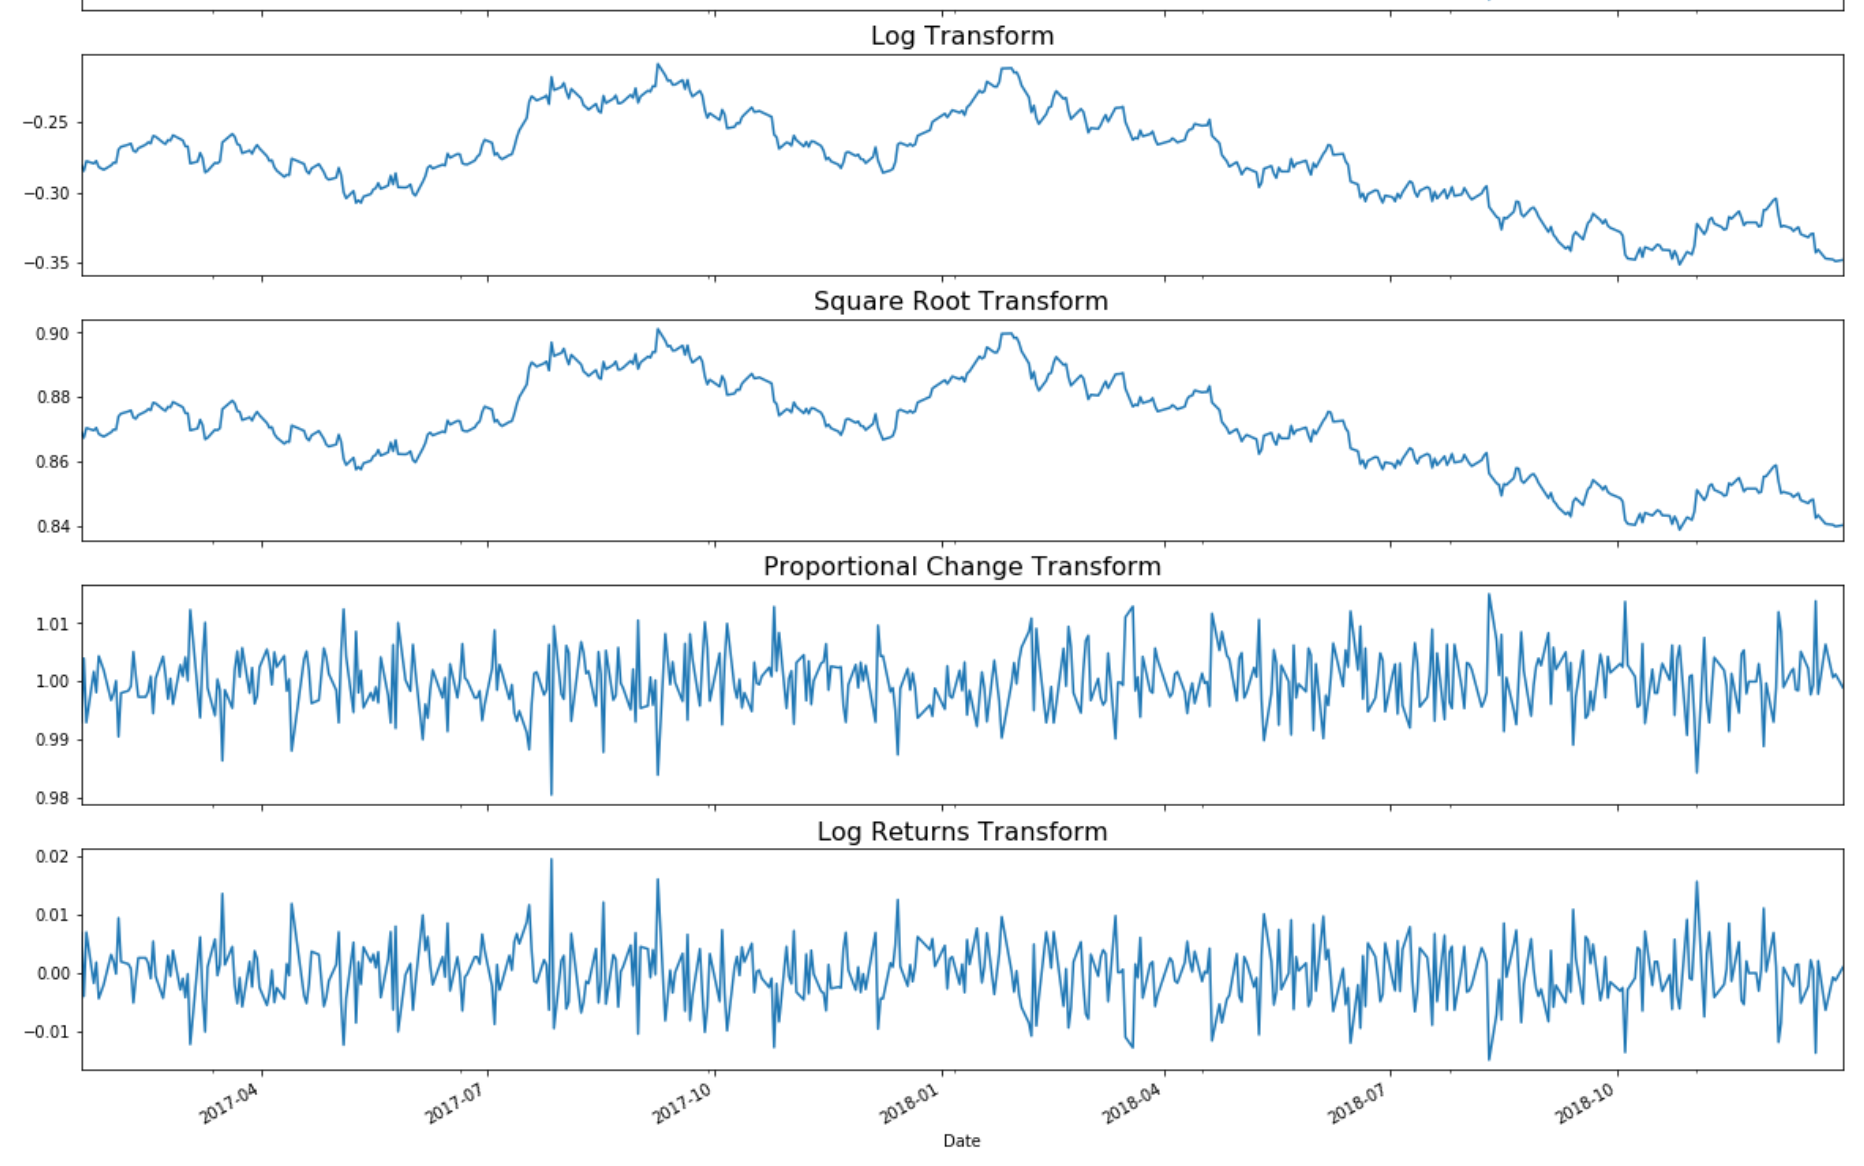 Log Transform
−0.25
−0.30
−0.35
Square Root Transform
0.90
0.88
0.86
0.84
Proportional Change Transform
1.01
1.00
0.99
0.98
Log Returns Transform
0.02
0.01
0.00
−0.01
2017-04 2017-07 2017-10 2018-01 2018-04 2018-07 2018-10
Date